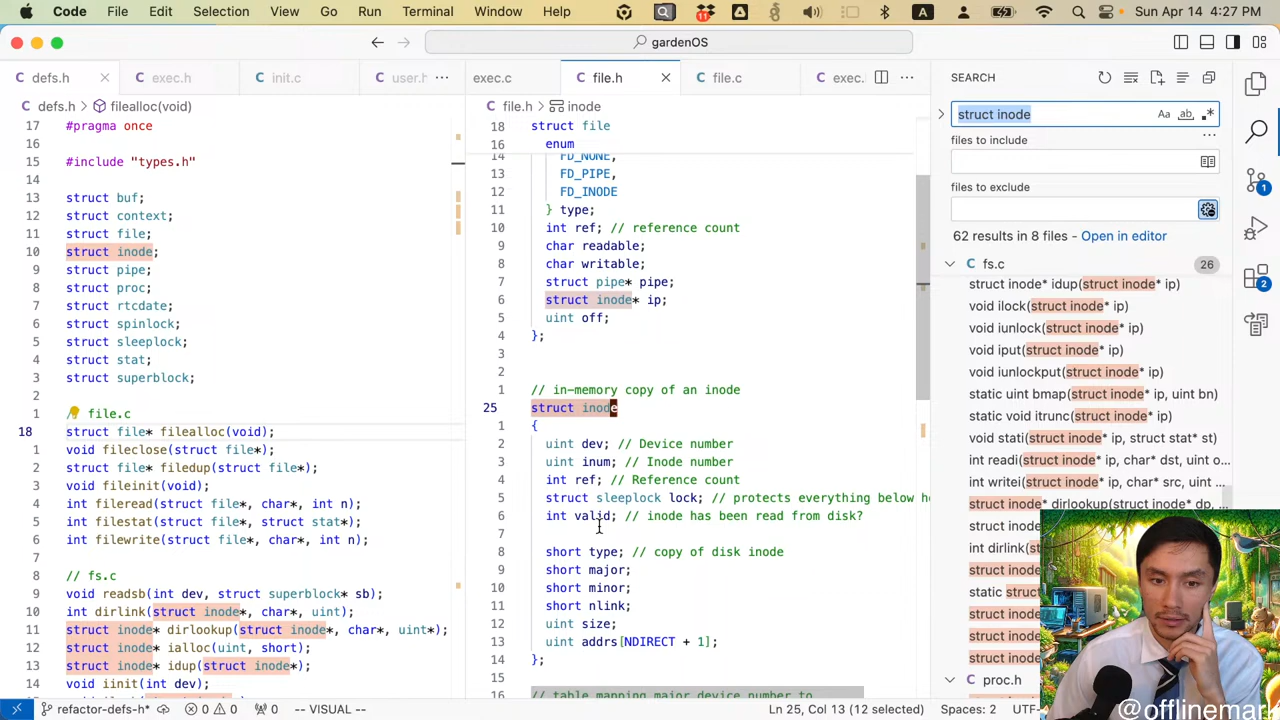 Code File Edit Selection View Go Run Terminal Window Help
11 A Sun Apr 14 4:27 PM
gardenOS
defs.h exec.h init.c user.h
exec.c file.h file.c exec.
SEARCH
defs.h > filealloc(void)
file.h > inode
17 #pragma once
16
15 #include "types.h"
14
13 struct buf;
12 struct context;
11 struct file;
10 struct inode;
9 struct pipe;
8 struct proc;
7 struct rtcdate;
6 struct spinlock;
5 struct sleeplock;
4 struct stat;
3 struct superblock;
2
1 // file.c
18 struct file* filealloc(void);
1 void fileclose(struct file*);
2 struct file* filedup(struct file*);
3 void fileinit(void);
4 int fileread(struct file*, char*, int n);
5 int filestat(struct file*, struct stat*);
6 int filewrite(struct file*, char*, int n);
7
8 // fs.c
9 void readsb(int dev, struct superblock* sb);
10 int dirlink(struct inode*, char*, uint);
11 struct inode* dirlookup(struct inode*, char*, uint*);
12 struct inode* ialloc(uint, short);
13 struct inode* idup(struct inode*);
14 void iinit(int dev);
18 struct file
16 enum
14 FD_NONE,
13 FD_PIPE,
12 FD_INODE
11 } type;
10 int ref; // reference count
9 char readable;
8 char writable;
7 struct pipe* pipe;
6 struct inode* ip;
5 uint off;
4 };
3
2
1 // in-memory copy of an inode
25 struct inode
1 {
2 uint dev; // Device number
3 uint inum; // Inode number
4 int ref; // Reference count
5 struct sleeplock lock; // protects everything below he
6 int valid; // inode has been read from disk?
7
8 short type; // copy of disk inode
9 short major;
10 short minor;
11 short nlink;
12 uint size;
13 uint addrs[NDIRECT + 1];
14 };
15
16 // table mapping major device number to
struct inode
Aa ab .*
files to include
files to exclude
62 results in 8 files - Open in editor
fs.c 26
struct inode* idup(struct inode* ip)
void ilock(struct inode* ip)
void iunlock(struct inode* ip)
void iput(struct inode* ip)
void iunlockput(struct inode* ip)
static uint bmap(struct inode* ip, uint bn)
static void itrunc(struct inode* ip)
void stati(struct inode* ip, struct stat* st)
int readi(struct inode* ip, char* dst, uint o...
int writei(struct inode* ip, char* src, uint ...
struct inode* dirlookup(struct inode* dp, ...
struct ino
int dirlink(
struct inod
static struc
struct inod
struct inod
struct inod
proc.h
1
2
refactor-defs-h* 0 0 0 -- VISUAL -- Ln 25, Col 13 (12 selected) Spaces: 2 UTF-
@offlinemark